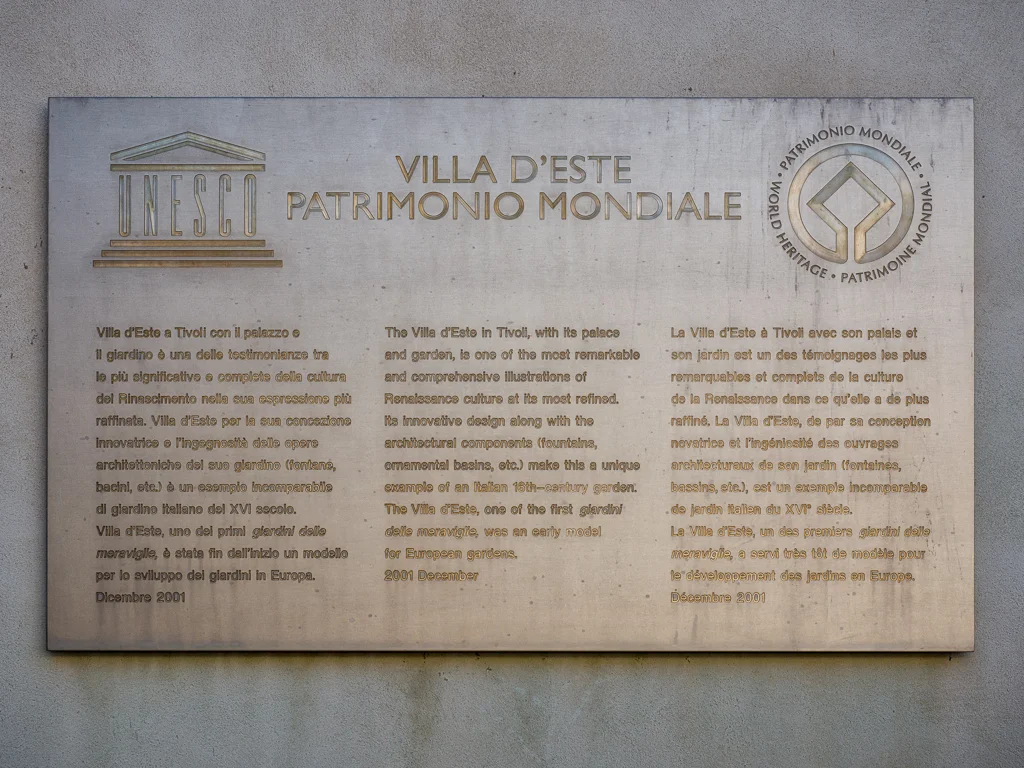 UNESCO
VILLA D'ESTE
PATRIMONIO MONDIALE
PATRIMONIO MONDIALE • WORLD HERITAGE • PATRIMOINE MONDIAL •
Villa d'Este a Tivoli con il palazzo e
il giardino è una delle testimonianze tra
le più significative e complete della cultura
del Rinascimento nella sua espressione più
raffinata. Villa d'Este per la sua concezione
innovatrice e l'ingegnosità delle opere
architettoniche del suo giardino (fontane,
bacini, etc.) è un esempio incomparabile
di giardino italiano del XVI secolo.
Villa d'Este, uno dei primi giardini delle
meraviglie, è stata fin dall'inizio un modello
per lo sviluppo dei giardini in Europa.
Dicembre 2001
The Villa d'Este in Tivoli, with its palace
and garden, is one of the most remarkable
and comprehensive illustrations of
Renaissance culture at its most refined.
Its innovative design along with the
architectural components (fountains,
ornamental basins, etc.) make this a unique
example of an Italian 16th-century garden.
The Villa d'Este, one of the first giardini
delle meraviglie, was an early model
for European gardens.
2001 December
La Villa d'Este à Tivoli avec son palais et
son jardin est un des témoignages les plus
remarquables et complets de la culture
de la Renaissance dans ce qu'elle a de plus
raffiné. La Villa d'Este, de par sa conception
novatrice et l'ingéniosité des ouvrages
architecturaux de son jardin (fontaines,
bassins, etc.), est un exemple incomparable
de jardin italien du XVIe siècle.
La Villa d'Este, un des premiers giardini delle
meraviglie, a servi très tôt de modèle pour
le développement des jardins en Europe.
Décembre 2001